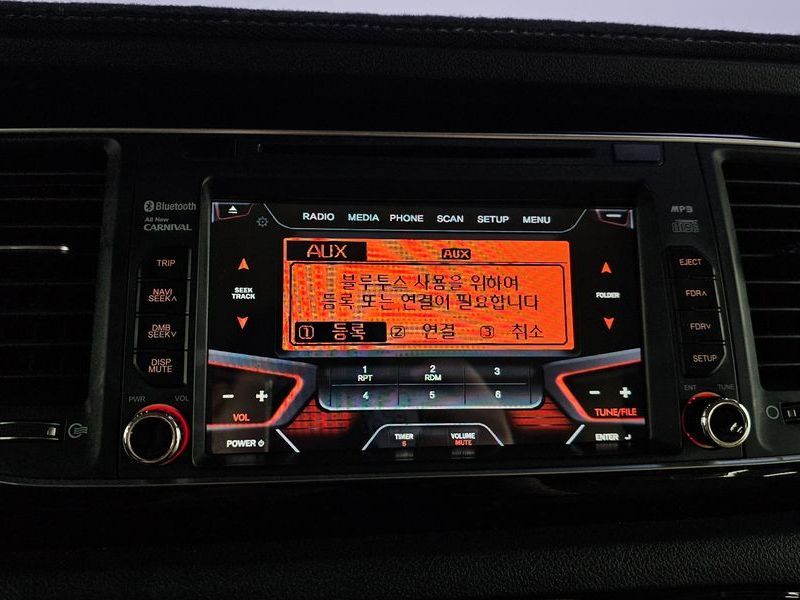 Bluetooth
All New
CARNIVAL
TRIP
NAVI
SEEK∧
DMB
SEEK∨
DISP
MUTE
PWR VOL
RADIO MEDIA PHONE SCAN SETUP MENU
SEEK
TRACK
FOLDER
AUX AUX
블루투스 사용을 위하여
등록 또는 연결이 필요합니다
① 등록 ② 연결 ③ 취소
1 2 3
RPT RDM
4 5 6
− +
VOL
POWER
TIMER
S
VOLUME
MUTE
− +
TUNE/FILE
ENTER
MP3
EJECT
FDR∧
FDR∨
SETUP
ENT TUNE